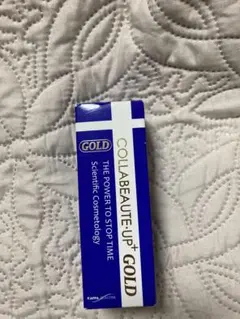 COLLABEAUTE·UP+ GOLD
GOLD
THE POWER TO STOP TIME
Scientific Cosmetology